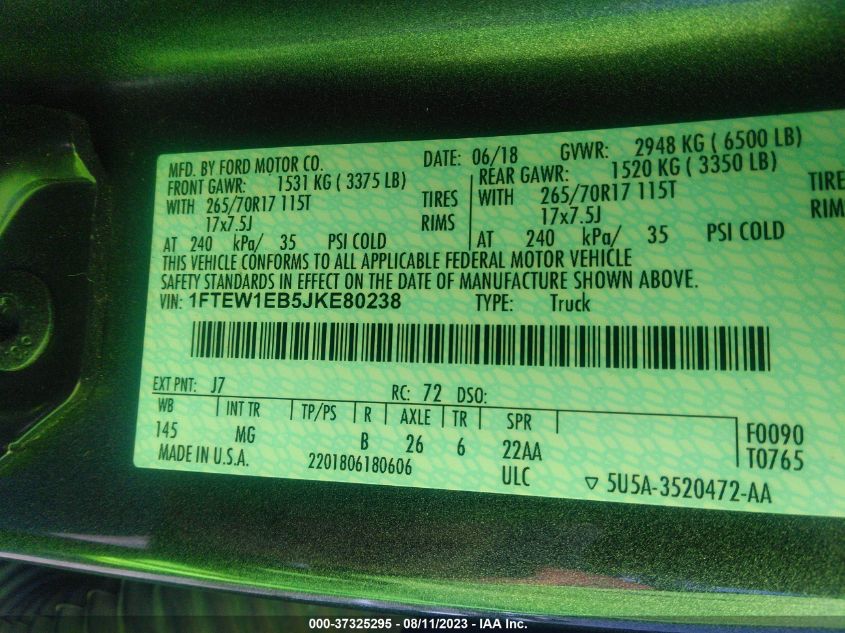 MFD. BY FORD MOTOR CO. DATE: 06/18 GVWR: 2948 KG ( 6500 LB)
FRONT GAWR: 1531 KG ( 3375 LB) REAR GAWR: 1520 KG ( 3350 LB)
WITH 265/70R17 115T TIRES WITH 265/70R17 115T TIRES
17x7.5J RIMS 17x7.5J RIM
AT 240 kPa/ 35 PSI COLD AT 240 kPa/ 35 PSI COLD
THIS VEHICLE CONFORMS TO ALL APPLICABLE FEDERAL MOTOR VEHICLE
SAFETY STANDARDS IN EFFECT ON THE DATE OF MANUFACTURE SHOWN ABOVE.
VIN: 1FTEW1EB5JKE80238 TYPE: Truck
EXT PNT: J7 RC: 72 DSO:
WB INT TR TP/PS R AXLE TR SPR
145 MG B 26 6 22AA F0090
MADE IN U.S.A. 2201806180606 ULC T0765
▽ 5U5A-3520472-AA
000-37325295 - 08/11/2023 - IAA Inc.